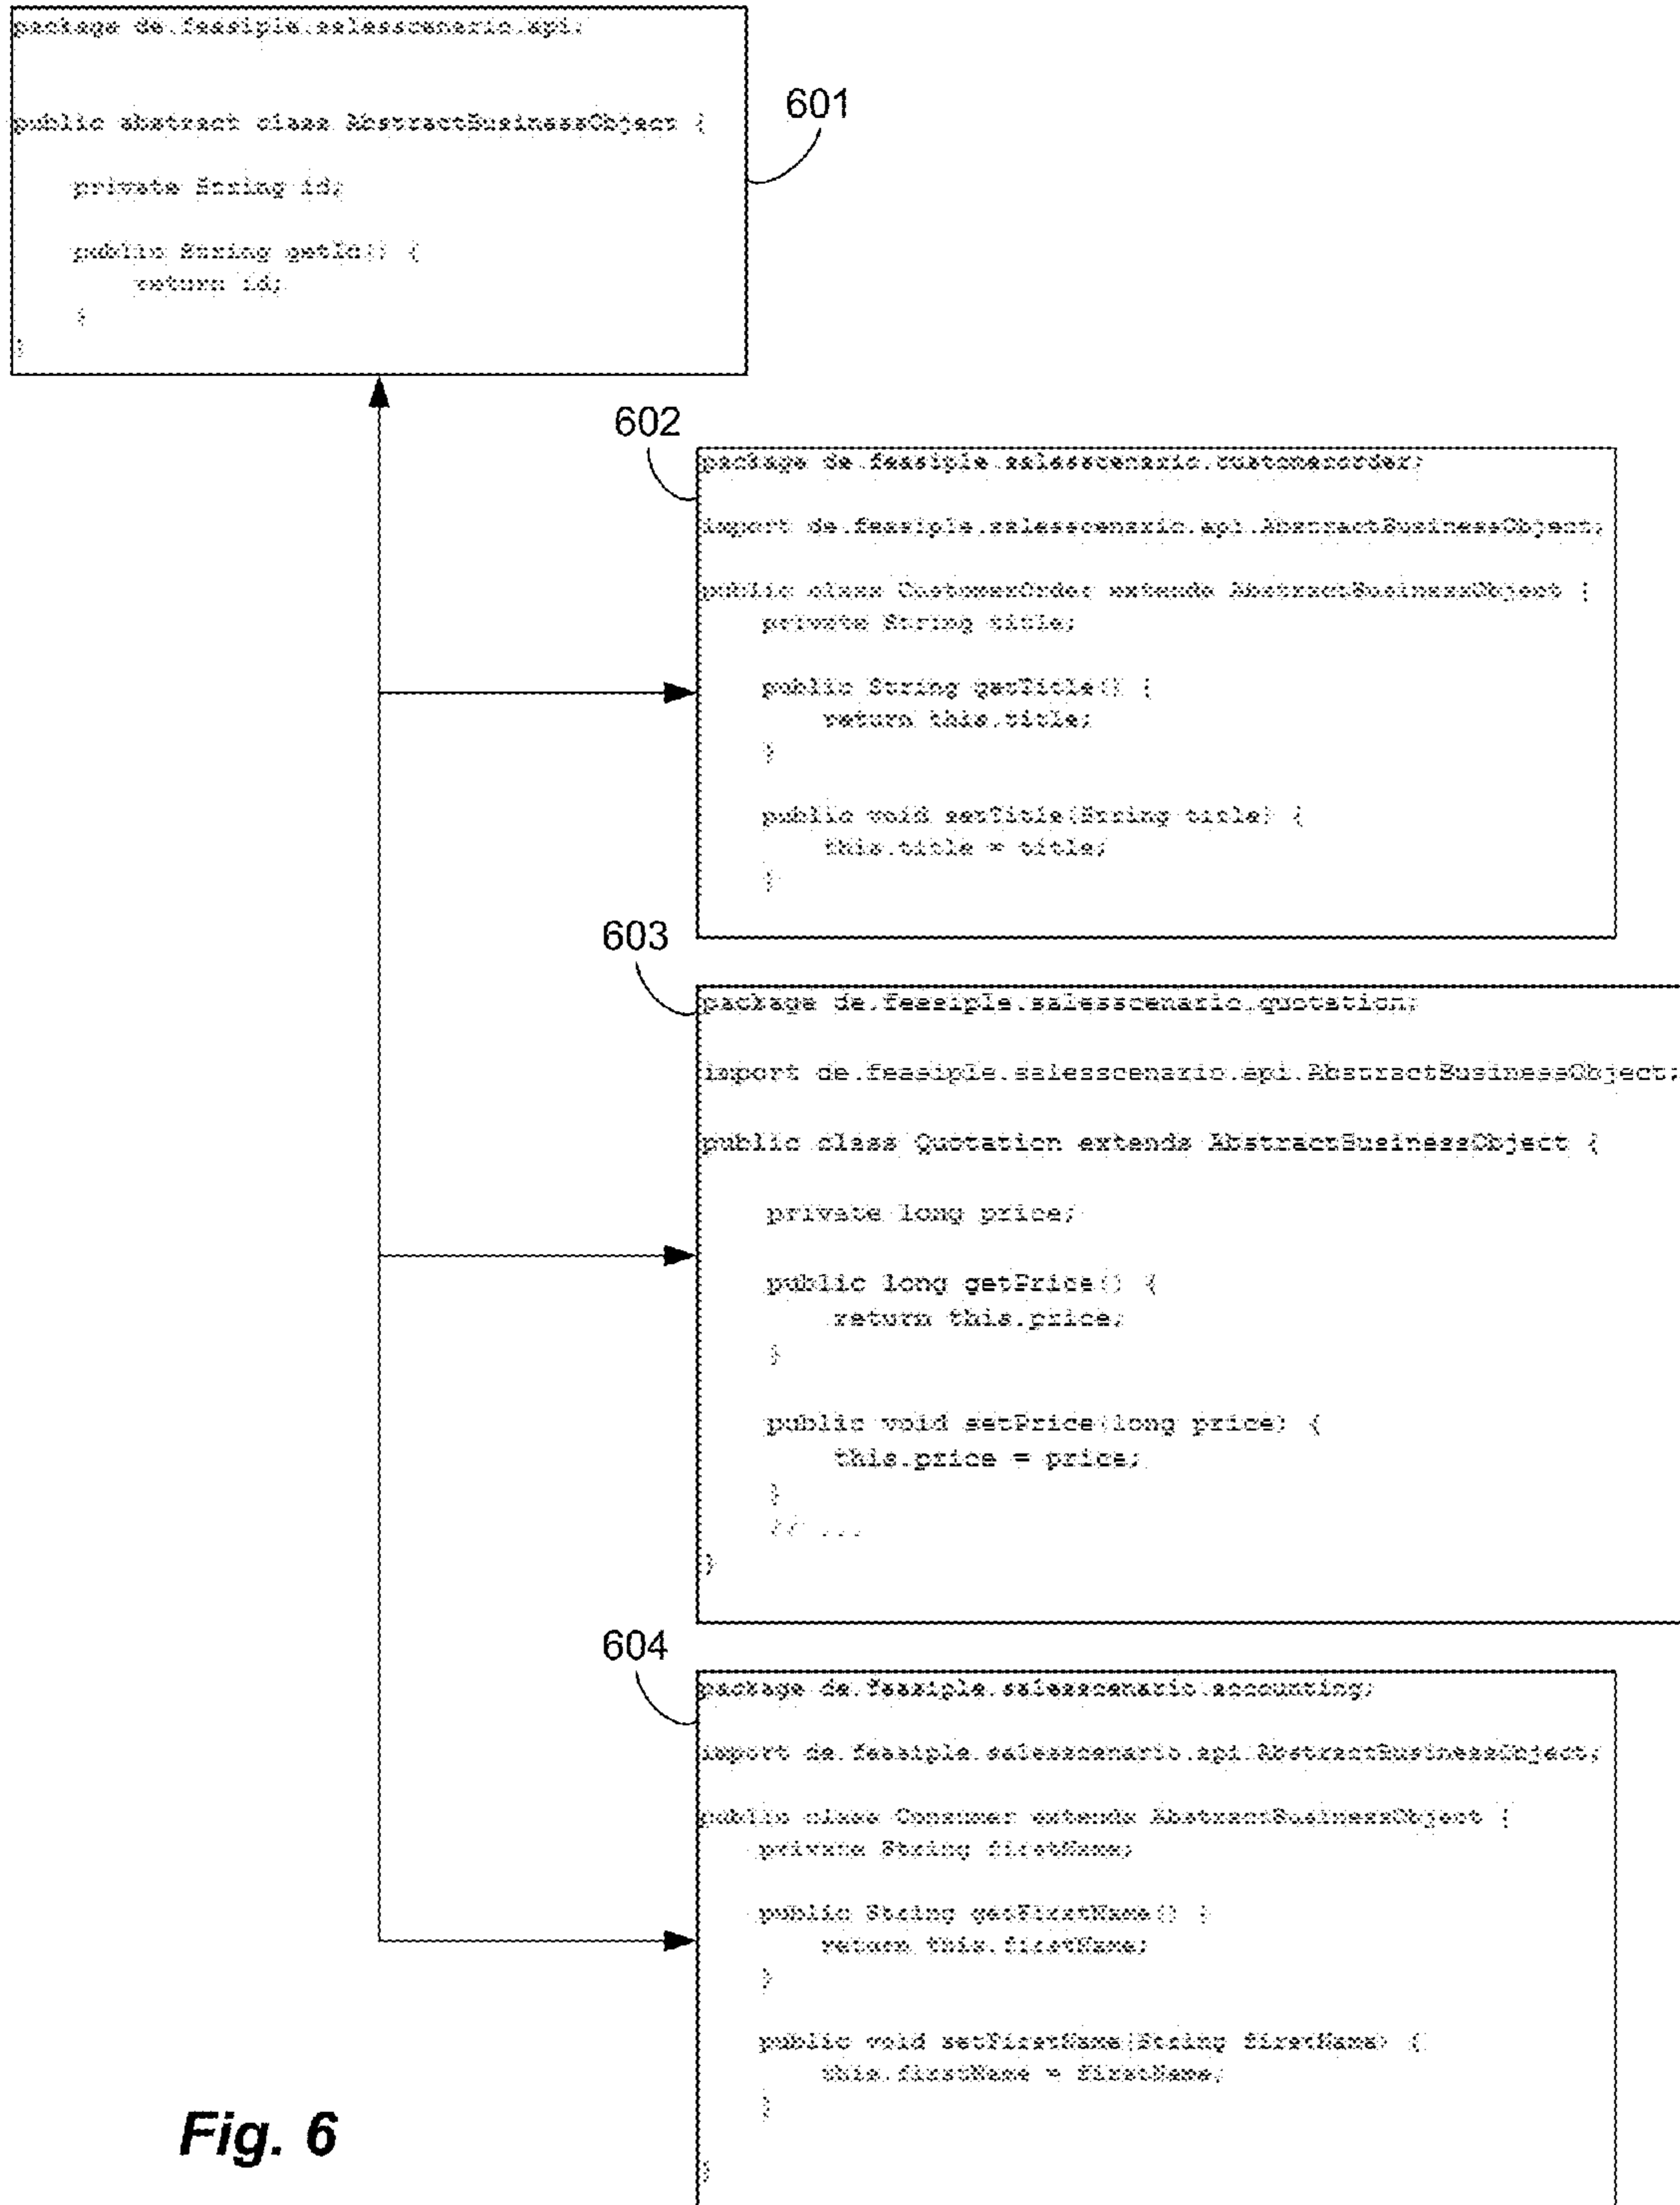 package de.feasiple.salesscenario.api;
public abstract class AbstractBusinessObject {
private String id;
public String getId() {
return id;
}
}
601
602
package de.feasiple.salesscenario.customerorder;
import de.feasiple.salesscenario.api.AbstractBusinessObject;
public class CustomerOrder extends AbstractBusinessObject {
private String title;
public String getTitle() {
return this.title;
}
public void setTitle(String title) {
this.title = title;
}
603
package de.feasiple.salesscenario.quotation;
import de.feasiple.salesscenario.api.AbstractBusinessObject;
public class Quotation extends AbstractBusinessObject {
private long price;
public long getPrice() {
return this.price;
}
public void setPrice(long price) {
this.price = price;
}
// ...
}
604
package de.feasiple.salesscenario.accounting;
import de.feasiple.salesscenario.api.AbstractBusinessObject;
public class Consumer extends AbstractBusinessObject {
private String firstName;
public String getFirstName() {
return this.firstName;
}
public void setFirstName(String firstName) {
this.firstName = firstName;
}
}
Fig. 6